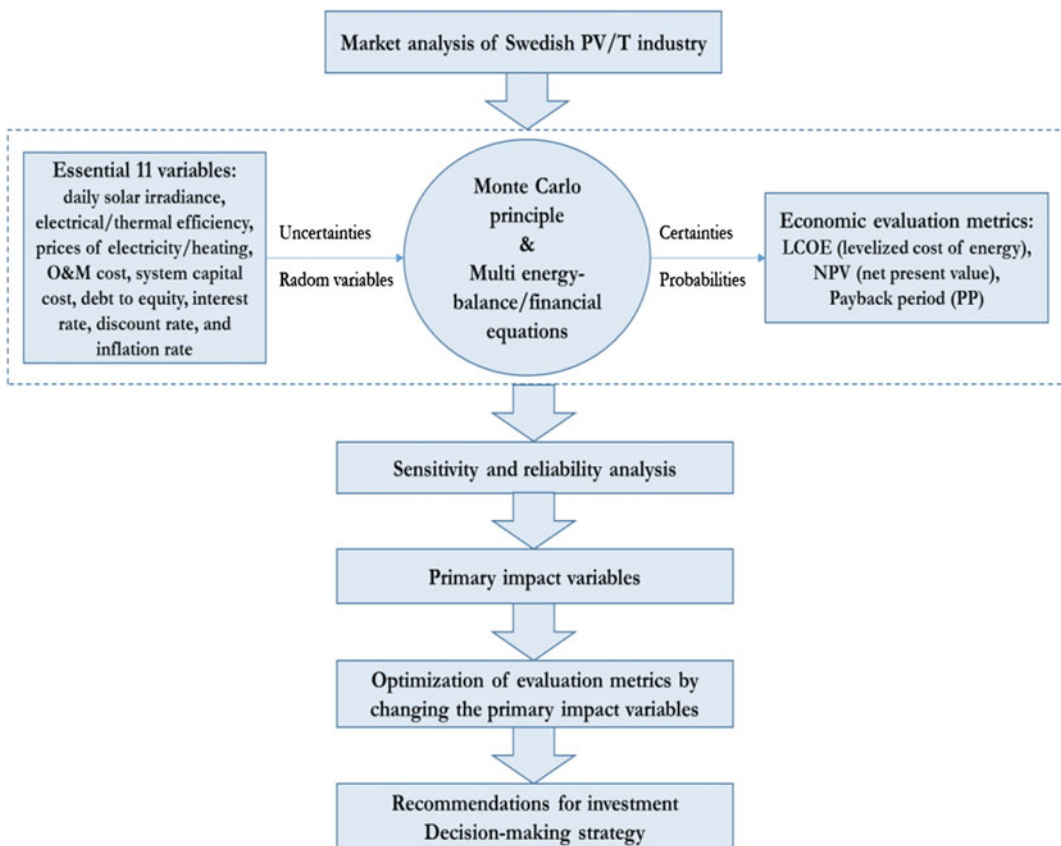 Market analysis of Swedish PV/T industry
Essential 11 variables:
daily solar irradiance,
electrical/thermal efficiency,
prices of electricity/heating,
O&M cost, system capital
cost, debt to equity, interest
rate, discount rate, and
inflation rate
Uncertainties
Radom variables
Monte Carlo
principle
&
Multi energy-
balance/financial
equations
Certainties
Probabilities
Economic evaluation metrics:
LCOE (levelized cost of energy),
NPV (net present value),
Payback period (PP)
Sensitivity and reliability analysis
Primary impact variables
Optimization of evaluation metrics by
changing the primary impact variables
Recommendations for investment
Decision-making strategy